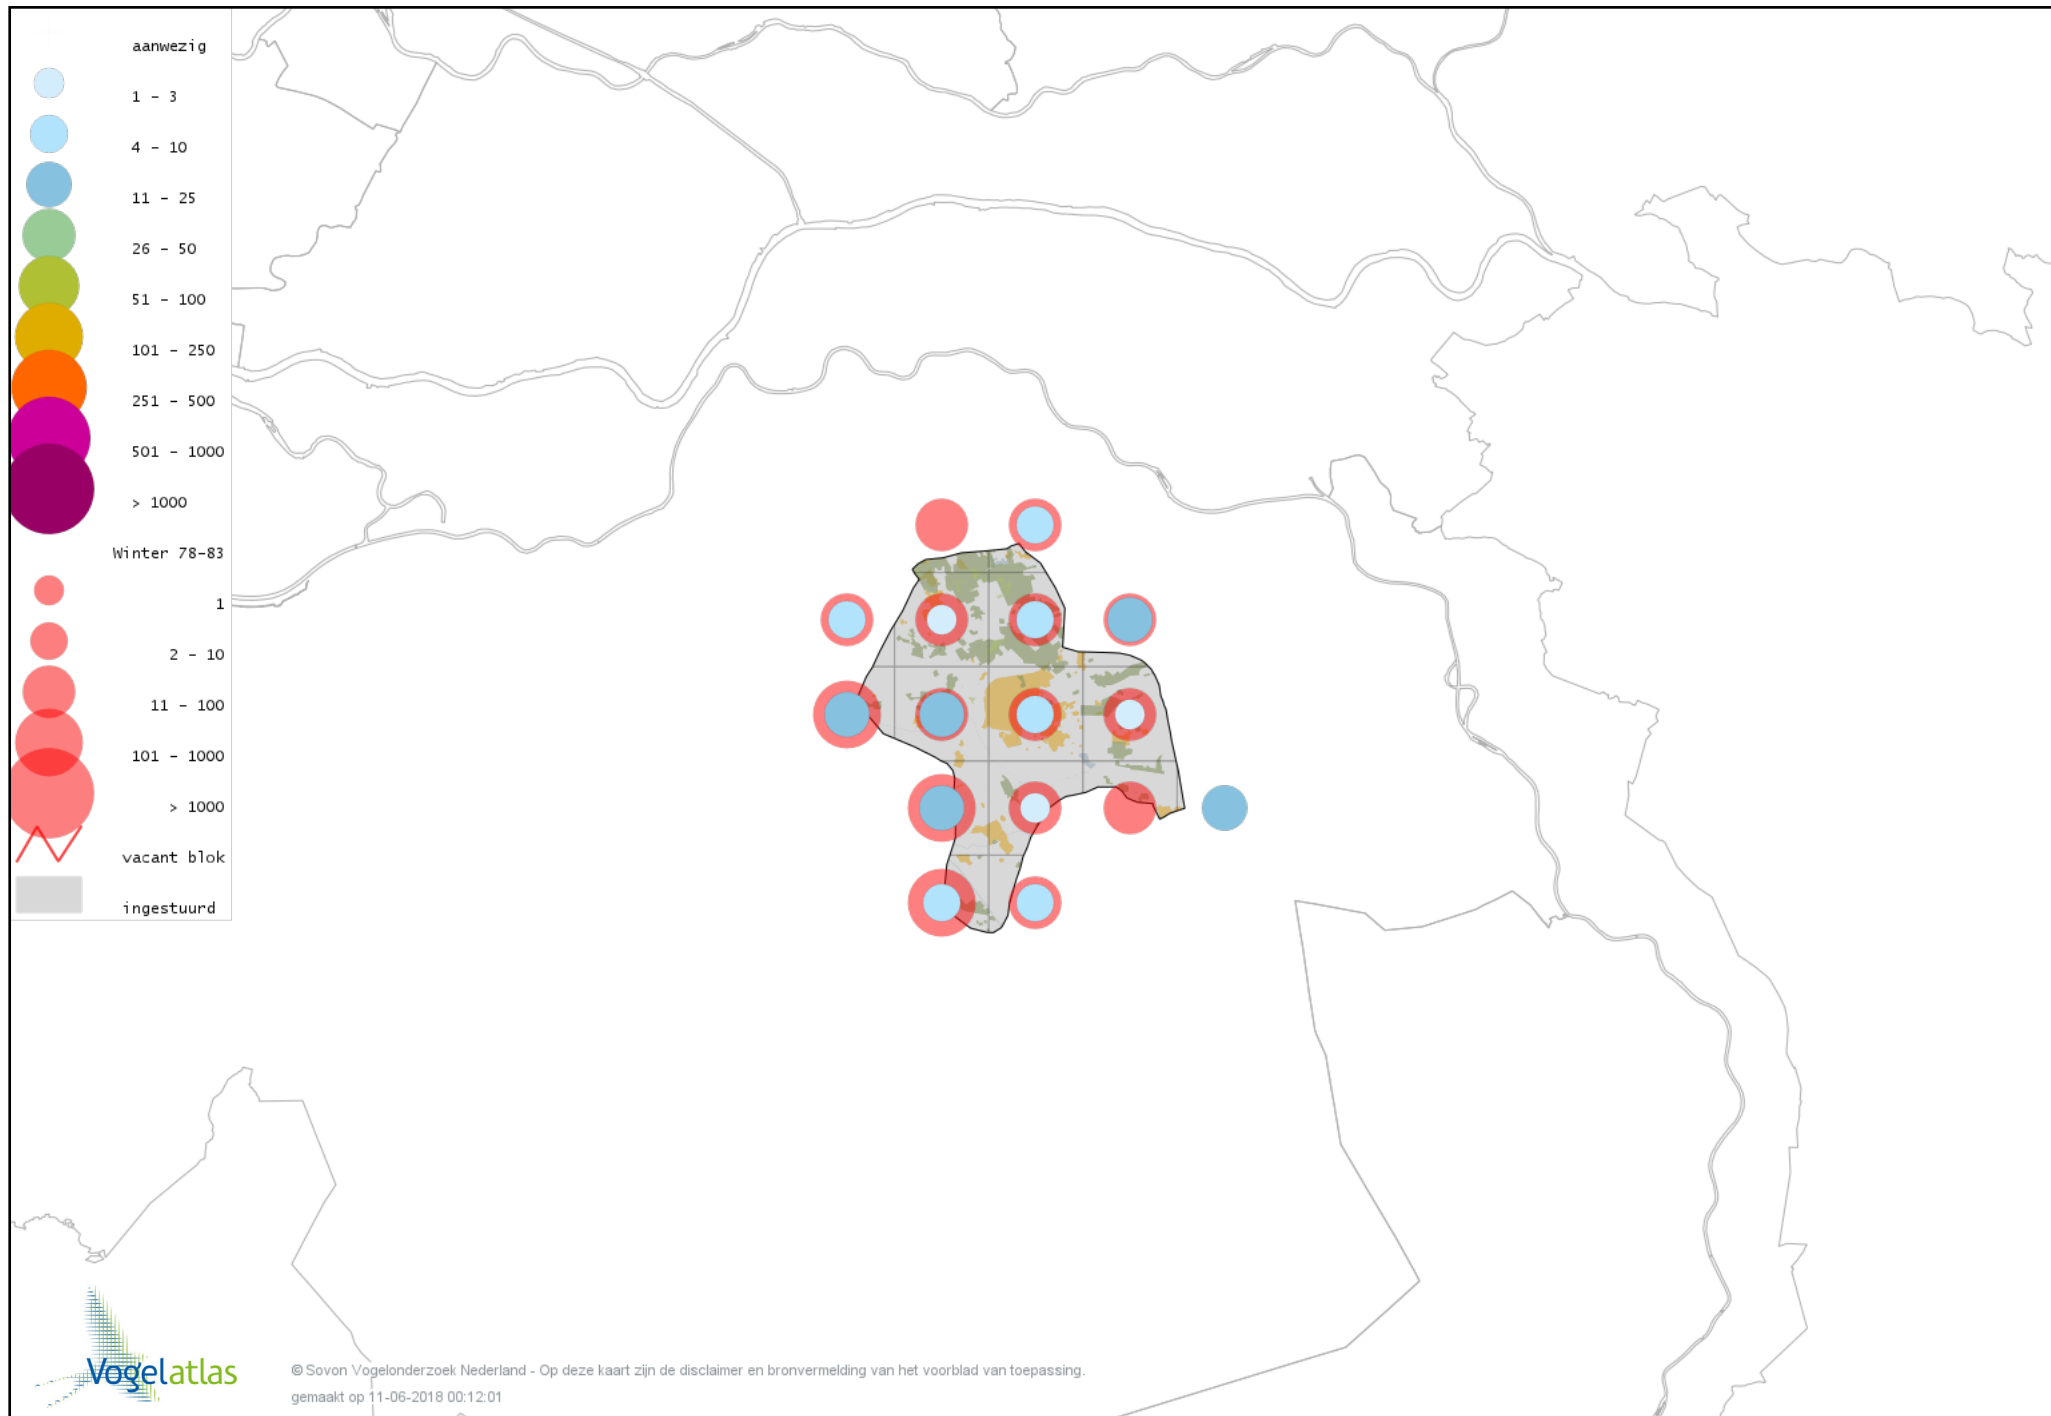 aanwezig
1 - 3
4 - 10
11 - 25
26 - 50
51 - 100
101 - 250
251 - 500
501 - 1000
> 1000
Winter 78-83
1
2 - 10
11 - 100
101 - 1000
> 1000
vacant blok
ingestuurd
Vogelatlas
© Sovon Vogelonderzoek Nederland - Op deze kaart zijn de disclaimer en bronvermelding van het voorblad van toepassing.
gemaakt op 11-06-2018 00:12:01